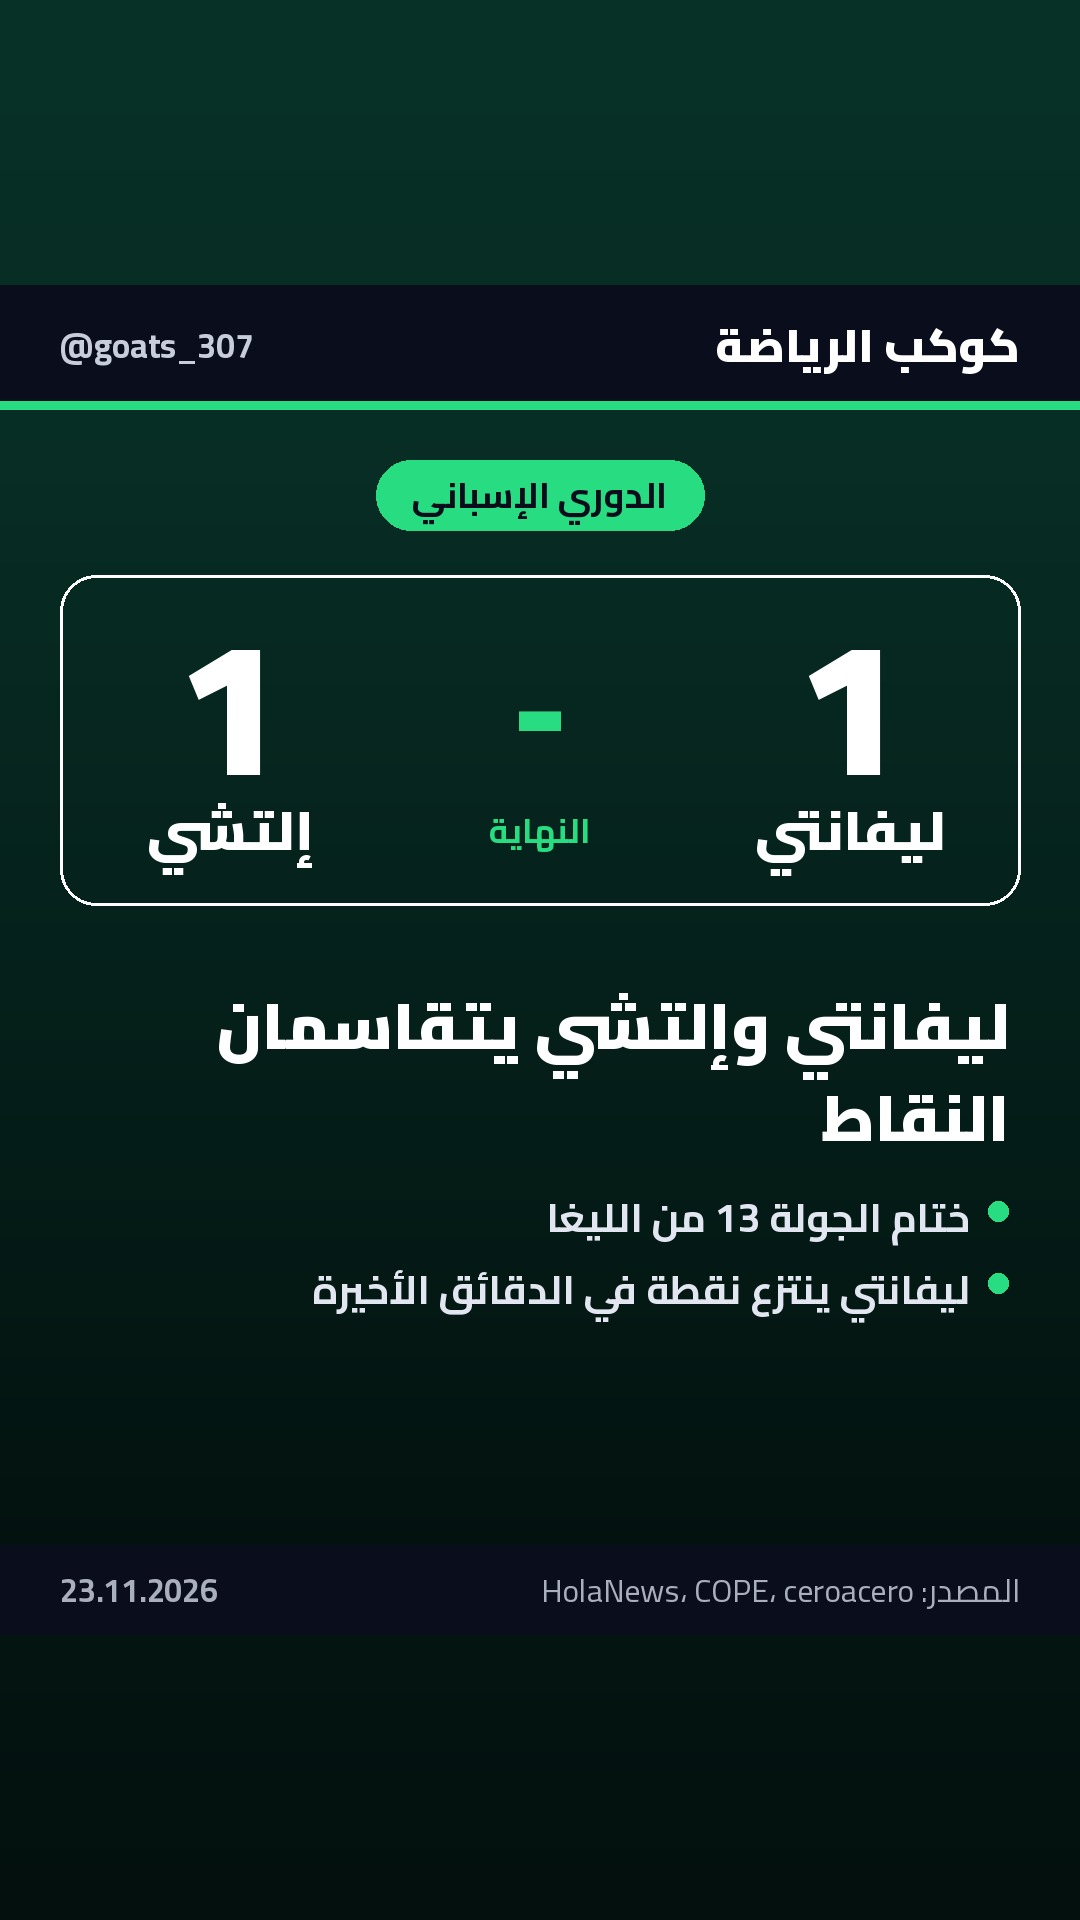 كوكب الرياضة
@goats_307
الدوري الإسباني
1 - 1
ليفانتي النهاية إلتشي
ليفانتي وإلتشي يتقاسمان
النقاط
ختام الجولة 13 من الليغا
ليفانتي ينتزع نقطة في الدقائق الأخيرة
المصدر: HolaNews، COPE، ceroacero
23.11.2026